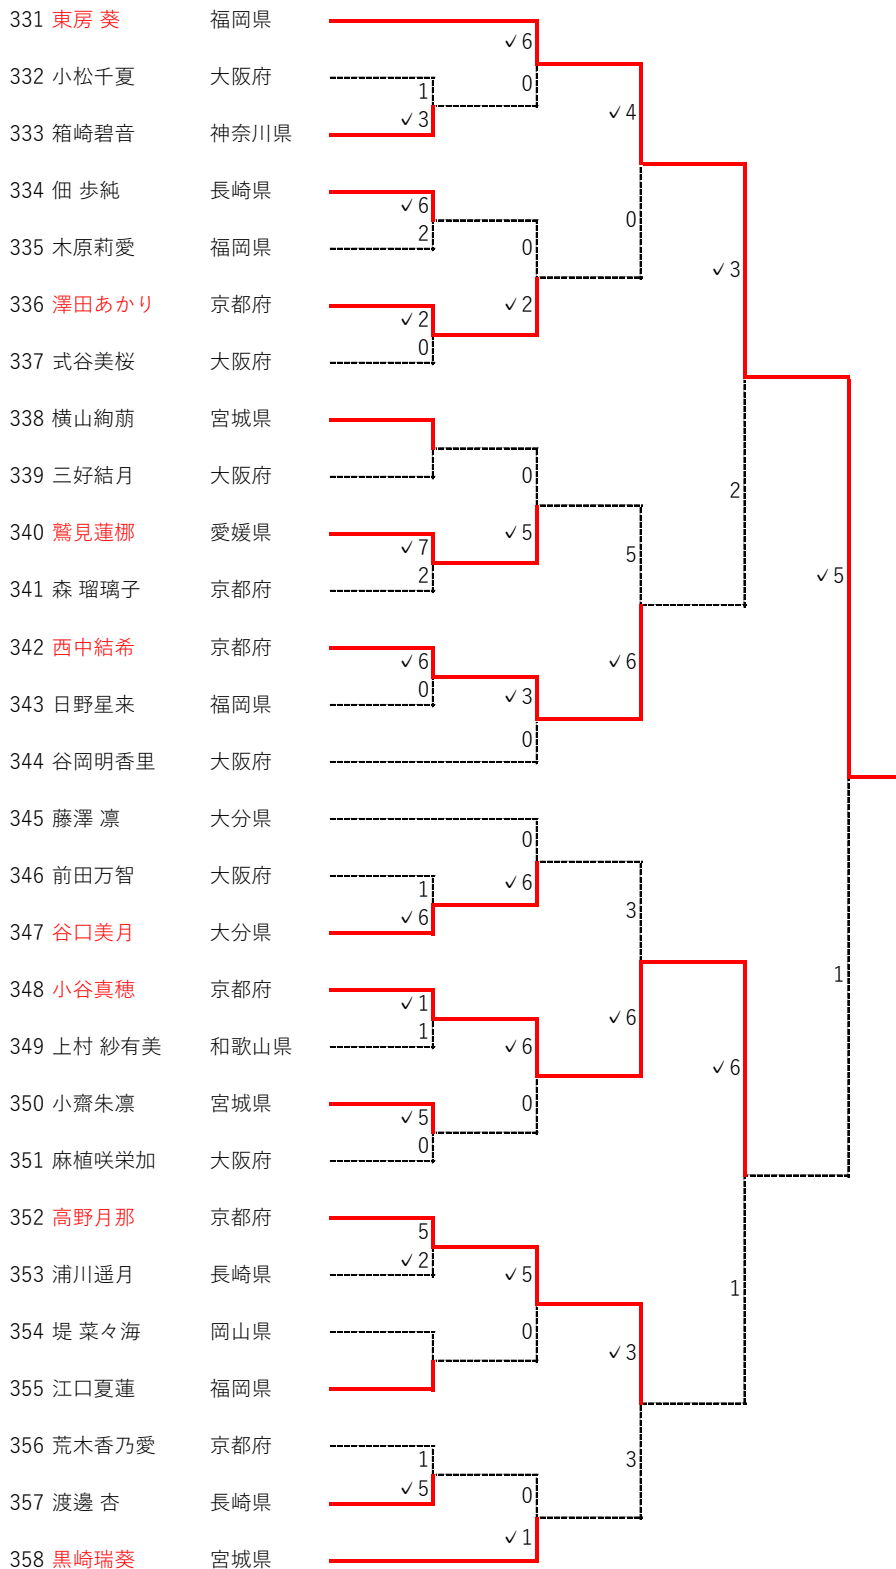 331 東房 葵 福岡県
✓6
332 小松千夏 大阪府
0
1
✓4
333 箱崎碧音 神奈川県
✓3
334 佃 歩純 長崎県
✓6
0
2
335 木原莉愛 福岡県
0
✓3
336 澤田あかり 京都府
✓2
✓2
0
337 式谷美桜 大阪府
338 横山絢萠 宮城県
339 三好結月 大阪府
0
2
340 鷲見蓮梛 愛媛県
✓5
✓7
5
2
✓5
341 森 瑠璃子 京都府
342 西中結希 京都府
✓6
✓6
0
343 日野星来 福岡県
✓3
0
344 谷岡明香里 大阪府
345 藤澤 凛 大分県
0
346 前田万智 大阪府
✓6
1
3
✓6
347 谷口美月 大分県
1
348 小谷真穂 京都府
✓1
✓6
1
349 上村 紗有美 和歌山県
✓6
✓6
350 小齋朱凛 宮城県
0
✓5
0
351 麻植咲栄加 大阪府
352 高野月那 京都府
5
✓2
353 浦川遥月 長崎県
✓5
1
354 堤 菜々海 岡山県
0
✓3
355 江口夏蓮 福岡県
356 荒木香乃愛 京都府
1
3
✓5
357 渡邊 杏 長崎県
0
✓1
358 黒崎瑞葵 宮城県